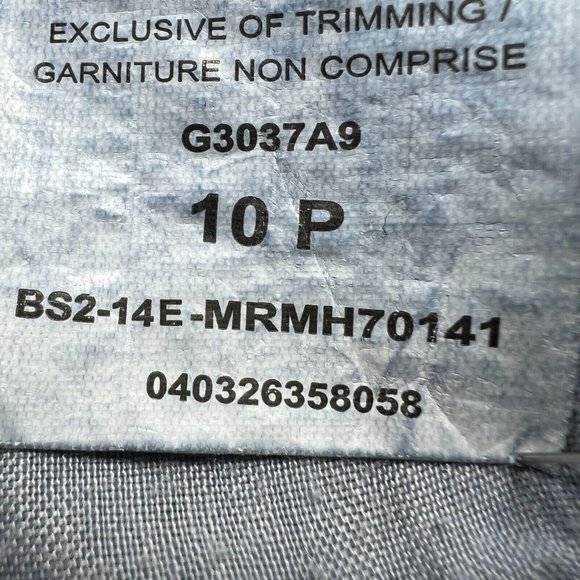 EXCLUSIVE OF TRIMMING /
GARNITURE NON COMPRISE
G3037A9
10 P
BS2-14E-MRMH70141
040326358058